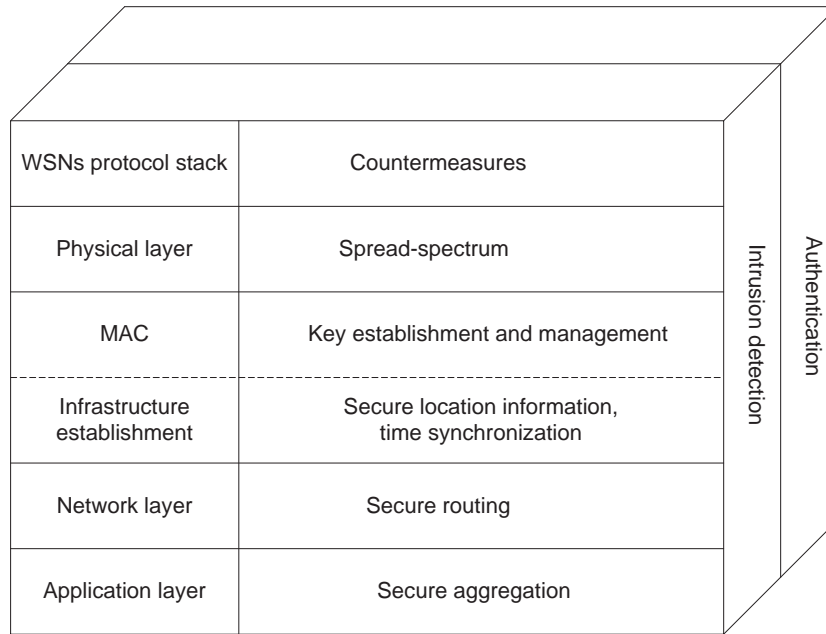 WSNs protocol stack
Countermeasures
Physical layer
Spread-spectrum
MAC
Key establishment and management
Infrastructure
establishment
Secure location information,
time synchronization
Network layer
Secure routing
Application layer
Secure aggregation
Intrusion detection
Authentication